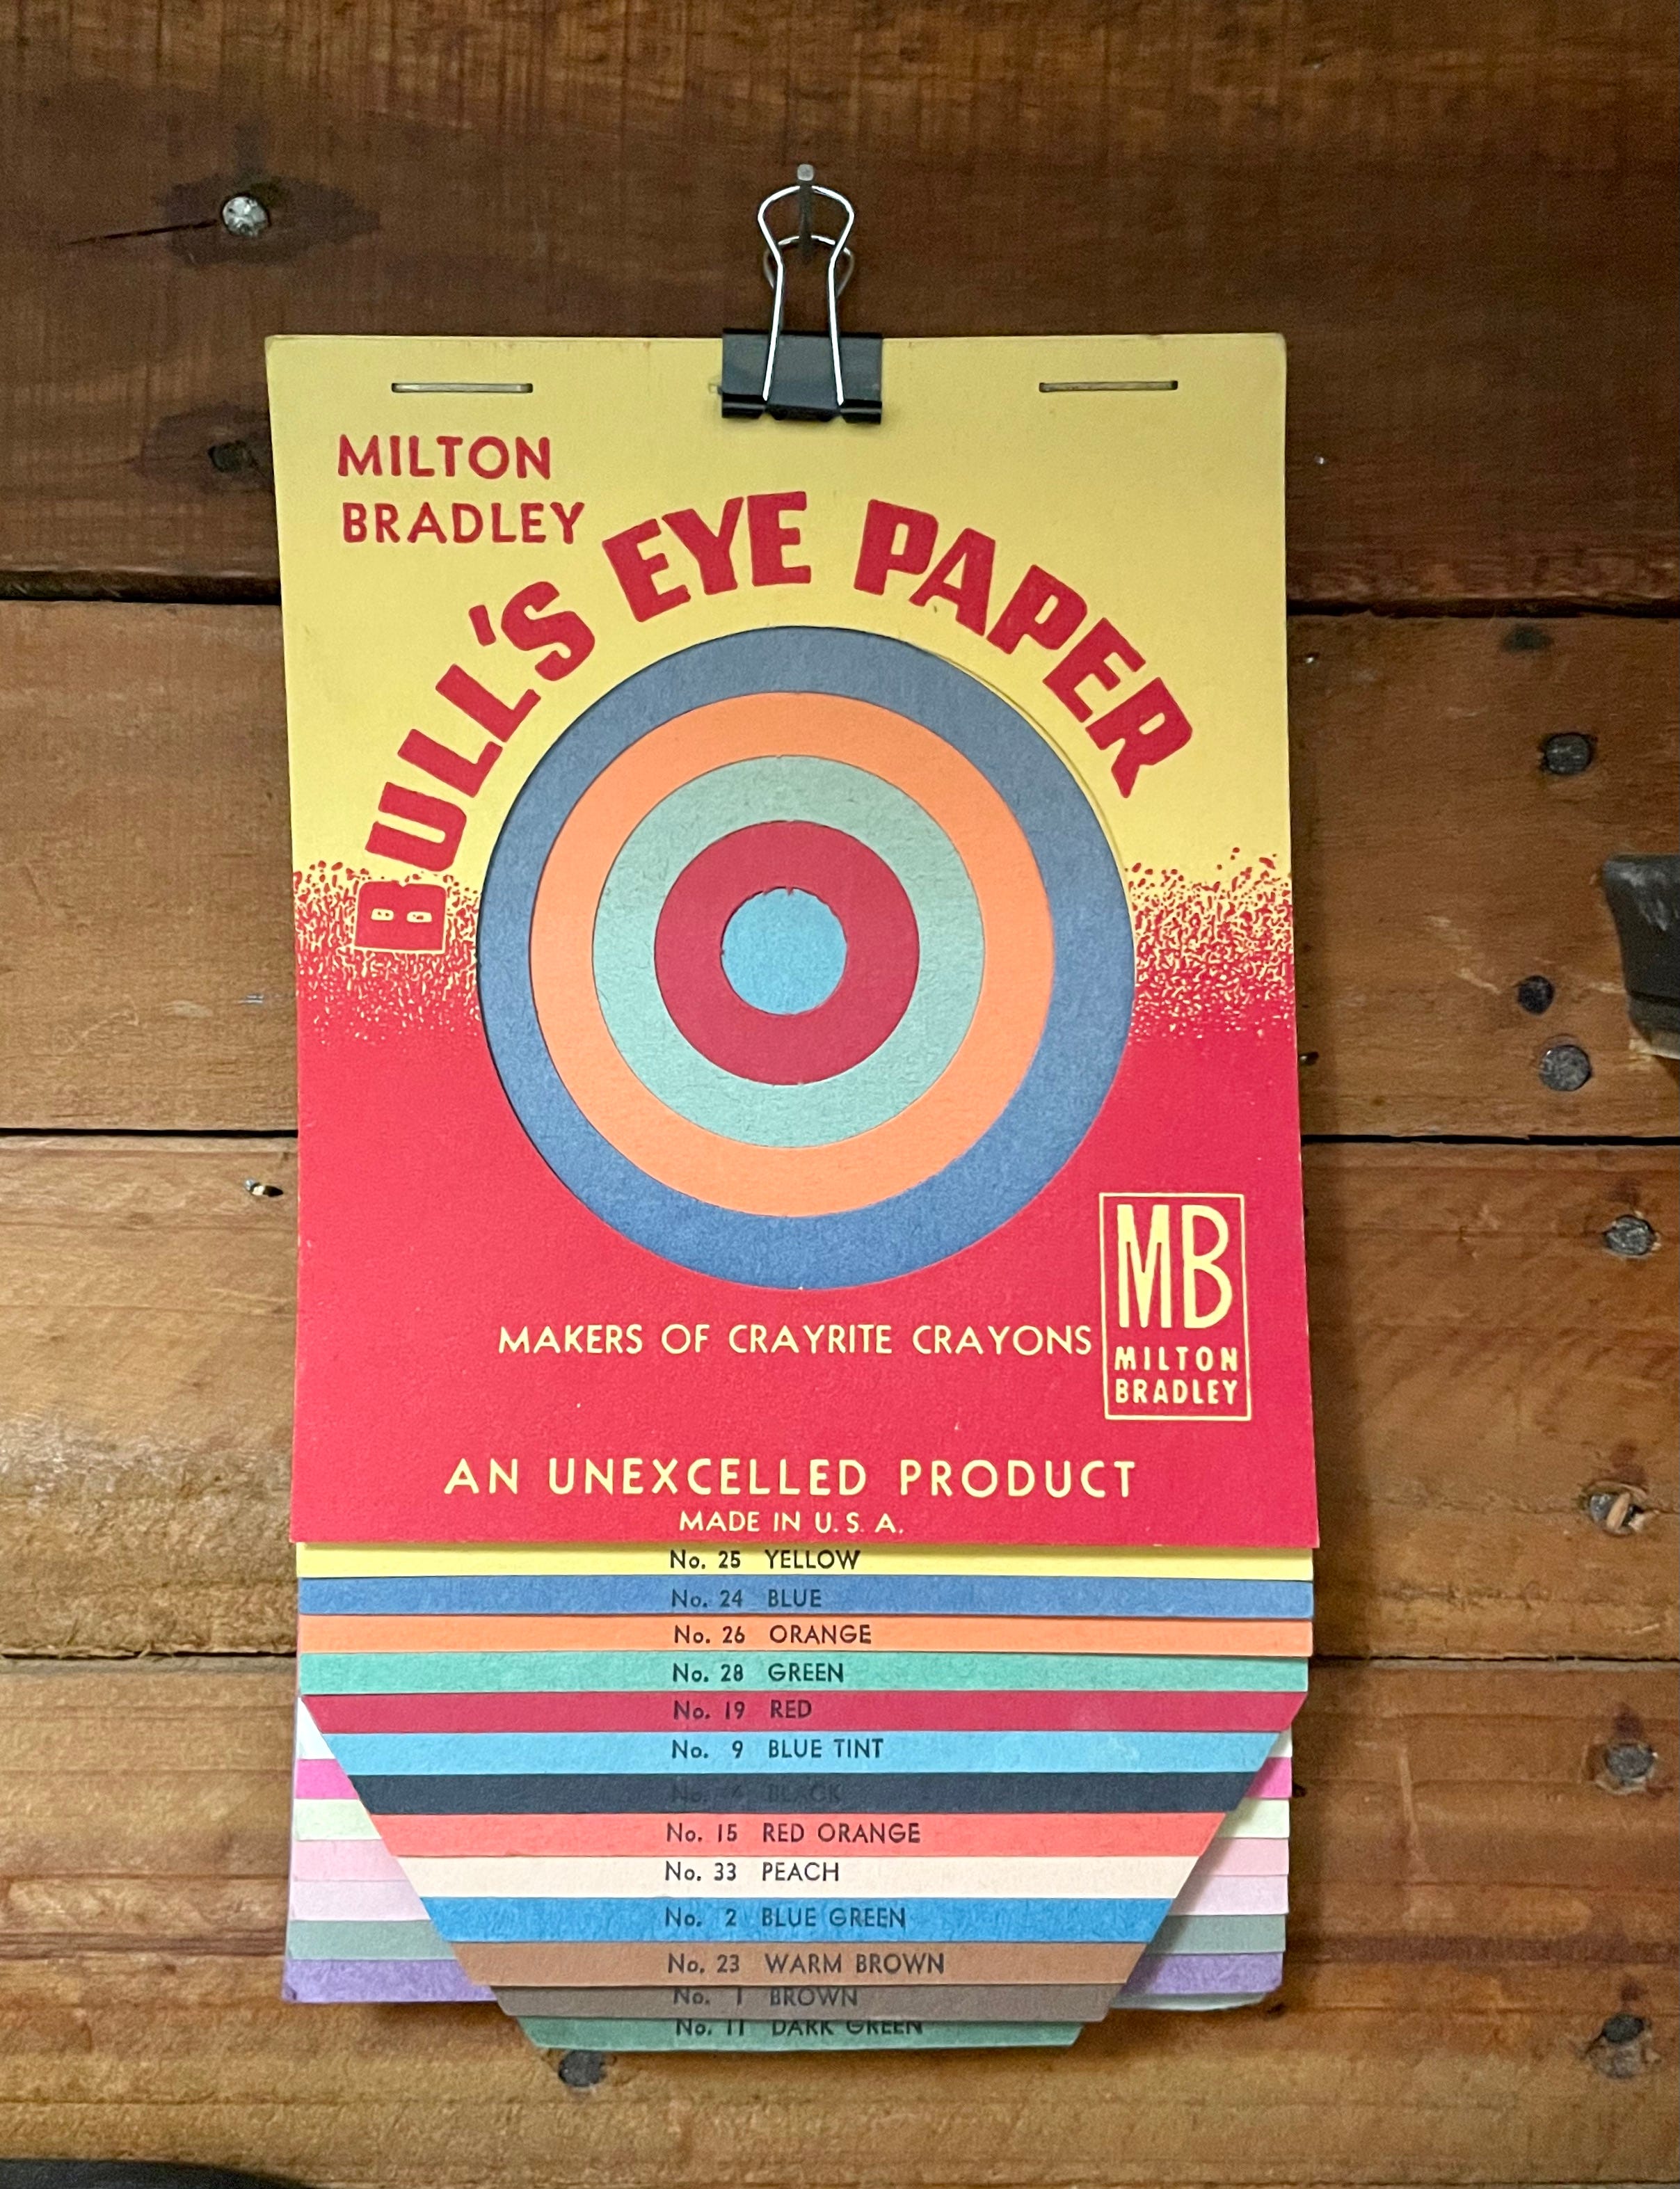 MILTON
BRADLEY
BULL'S EYE PAPER
MAKERS OF CRAYRITE CRAYONS
MB
MILTON
BRADLEY
AN UNEXCELLED PRODUCT
MADE IN U. S. A.
No. 25 YELLOW
No. 24 BLUE
No. 26 ORANGE
No. 28 GREEN
No. 19 RED
No. 9 BLUE TINT
No. 4 BLACK
No. 15 RED ORANGE
No. 33 PEACH
No. 2 BLUE GREEN
No. 23 WARM BROWN
No. 1 BROWN
No. 11 DARK GREEN